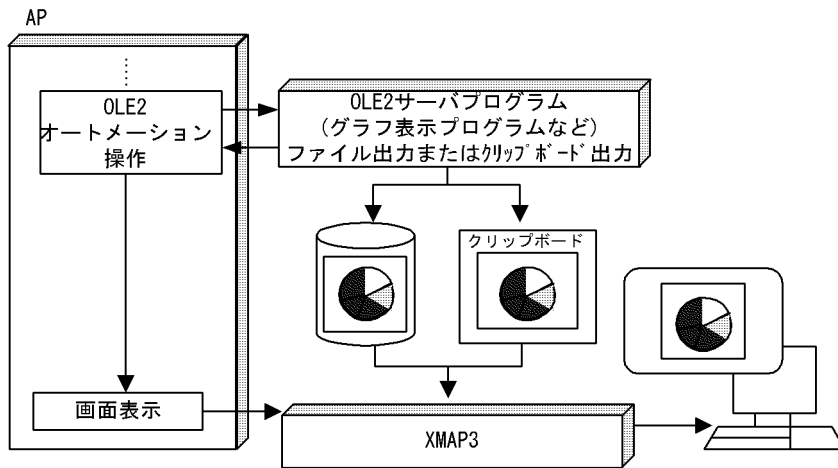 AP
OLE2
オートメーション
操作
OLE2サーバプログラム
(グラフ表示プログラムなど)
ファイル出力またはｸﾘｯﾌﾟﾎﾞｰﾄﾞ出力
クリップボード
画面表示
XMAP3